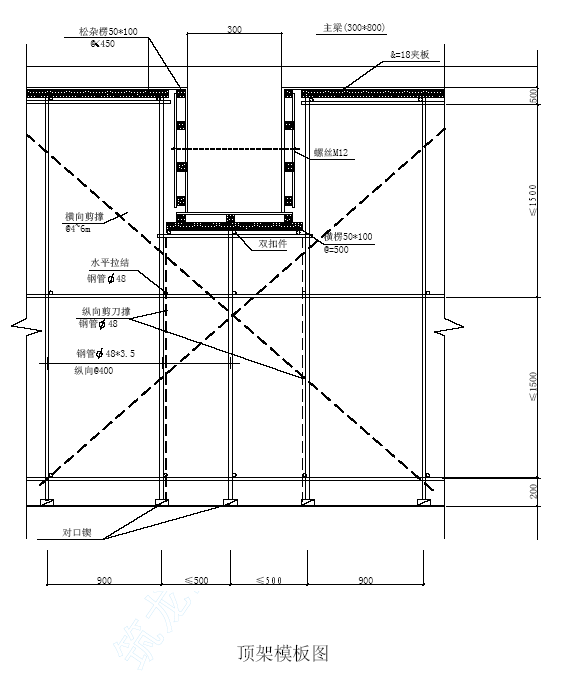 松杂楞50*100
@<450
300
主梁(300*800)
&=18夹板
500
螺丝M12
≤1500
横向剪撑
@4~6m
横楞50*100
@=500
双扣件
水平拉结
钢管ϕ48
纵向剪刀撑
钢管ϕ48
钢管ϕ48*3.5
纵向@400
≤1500
200
对口锲
900
≤500
≤500
900
顶架模板图